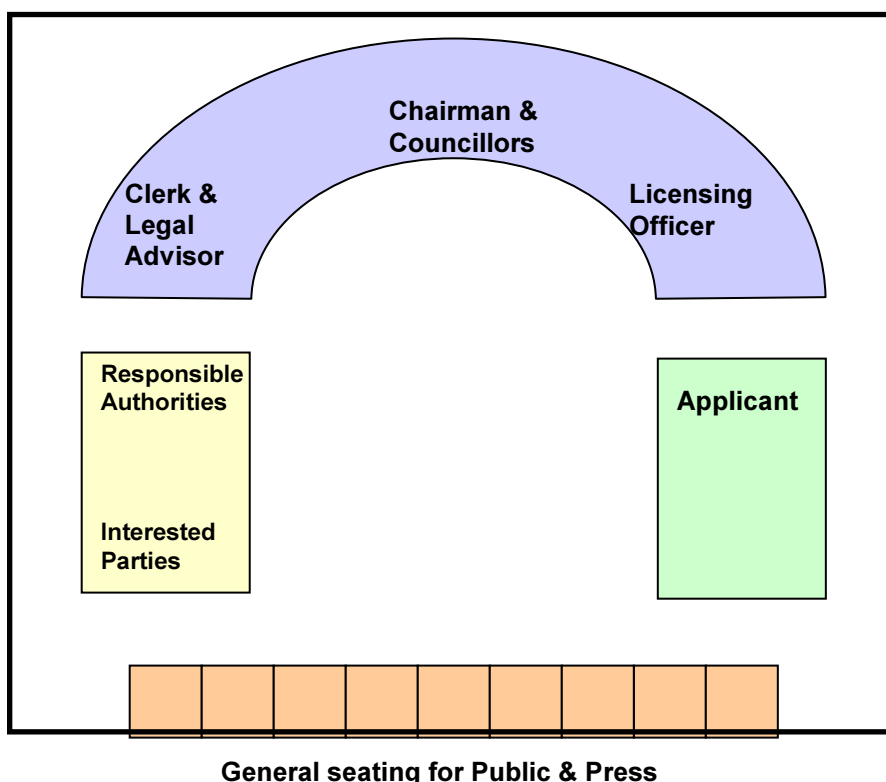 Chairman &
Councillors
Clerk &
Legal
Advisor
Licensing
Officer
Responsible
Authorities
Interested
Parties
Applicant
General seating for Public & Press